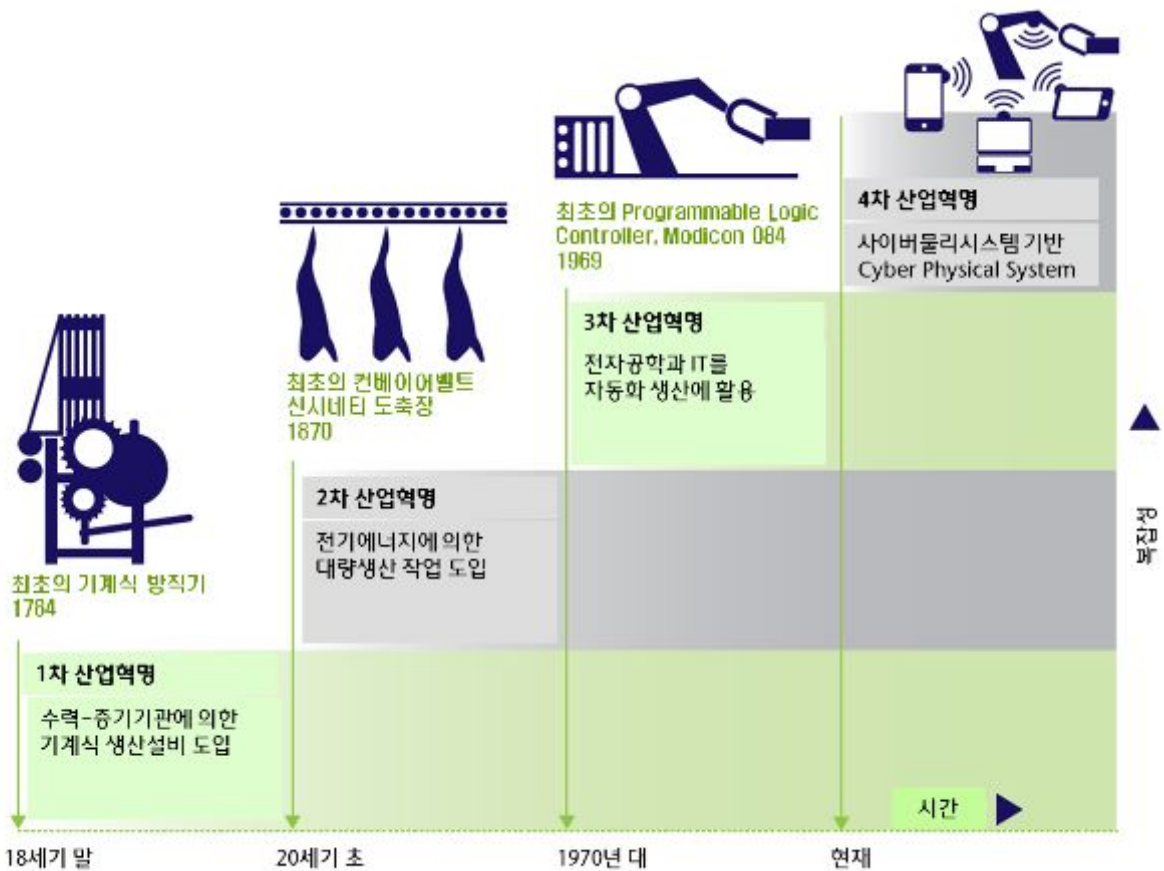 4차 산업혁명
사이버물리시스템 기반
Cyber Physical System
최초의 Programmable Logic
Controller, Modicon 084
1969
3차 산업혁명
전자공학과 IT를
자동화 생산에 활용
최초의 컨베이어벨트
신시네티 도축장
1870
2차 산업혁명
전기에너지에 의한
대량생산 작업 도입
최초의 기계식 방직기
1784
1차 산업혁명
수력-증기기관에 의한
기계식 생산설비 도입
복잡성
시간
18세기 말
20세기 초
1970년 대
현재